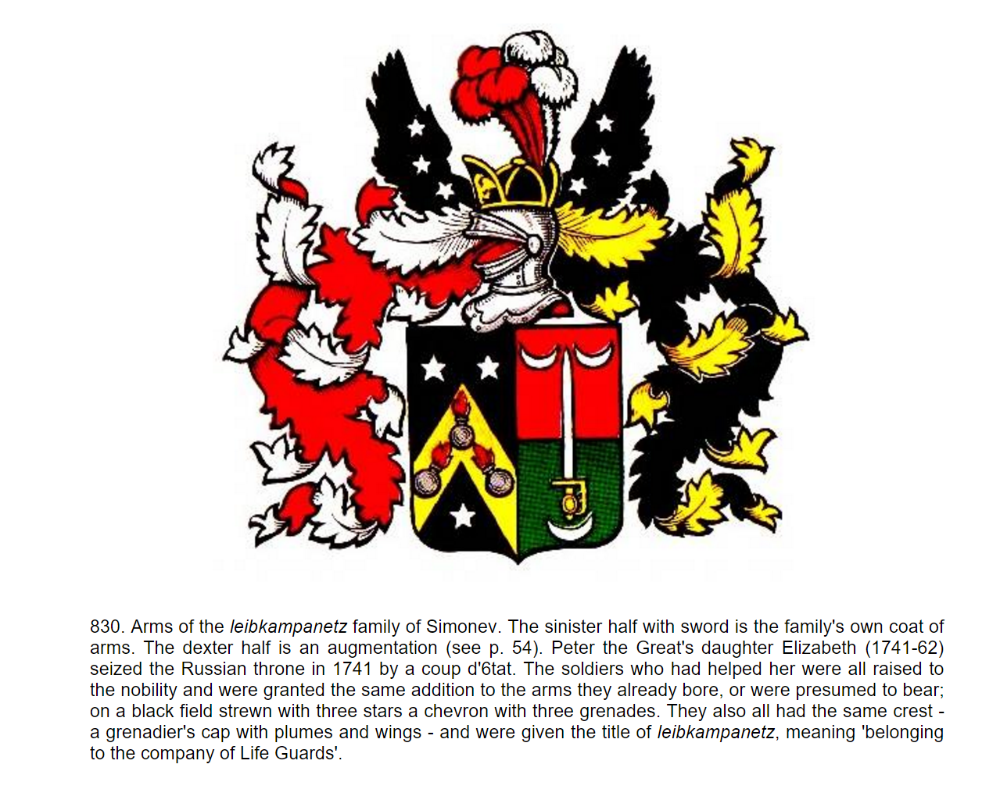 830. Arms of the leibkampanetz family of Simonev. The sinister half with sword is the family's own coat of
arms. The dexter half is an augmentation (see p. 54). Peter the Great's daughter Elizabeth (1741-62)
seized the Russian throne in 1741 by a coup d'6tat. The soldiers who had helped her were all raised to
the nobility and were granted the same addition to the arms they already bore, or were presumed to bear;
on a black field strewn with three stars a chevron with three grenades. They also all had the same crest -
a grenadier's cap with plumes and wings - and were given the title of leibkampanetz, meaning 'belonging
to the company of Life Guards'.